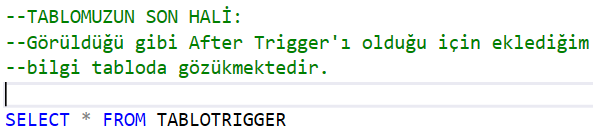 --TABLOMUZUN SON HALİ:
--Görüldüğü gibi After Trigger'ı olduğu için eklediğim
--bilgi tabloda gözükmektedir.
SELECT * FROM TABLOTRIGGER